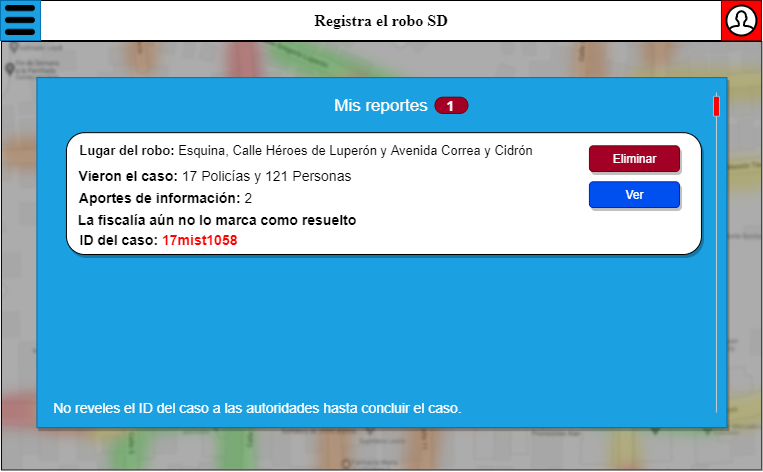 Registra el robo SD
Mis reportes 1
Lugar del robo: Esquina, Calle Héroes de Luperón y Avenida Correa y Cidrón
Eliminar
Vieron el caso: 17 Policías y 121 Personas
Ver
Aportes de información: 2
La fiscalía aún no lo marca como resuelto
ID del caso: 17mist1058
No reveles el ID del caso a las autoridades hasta concluir el caso.